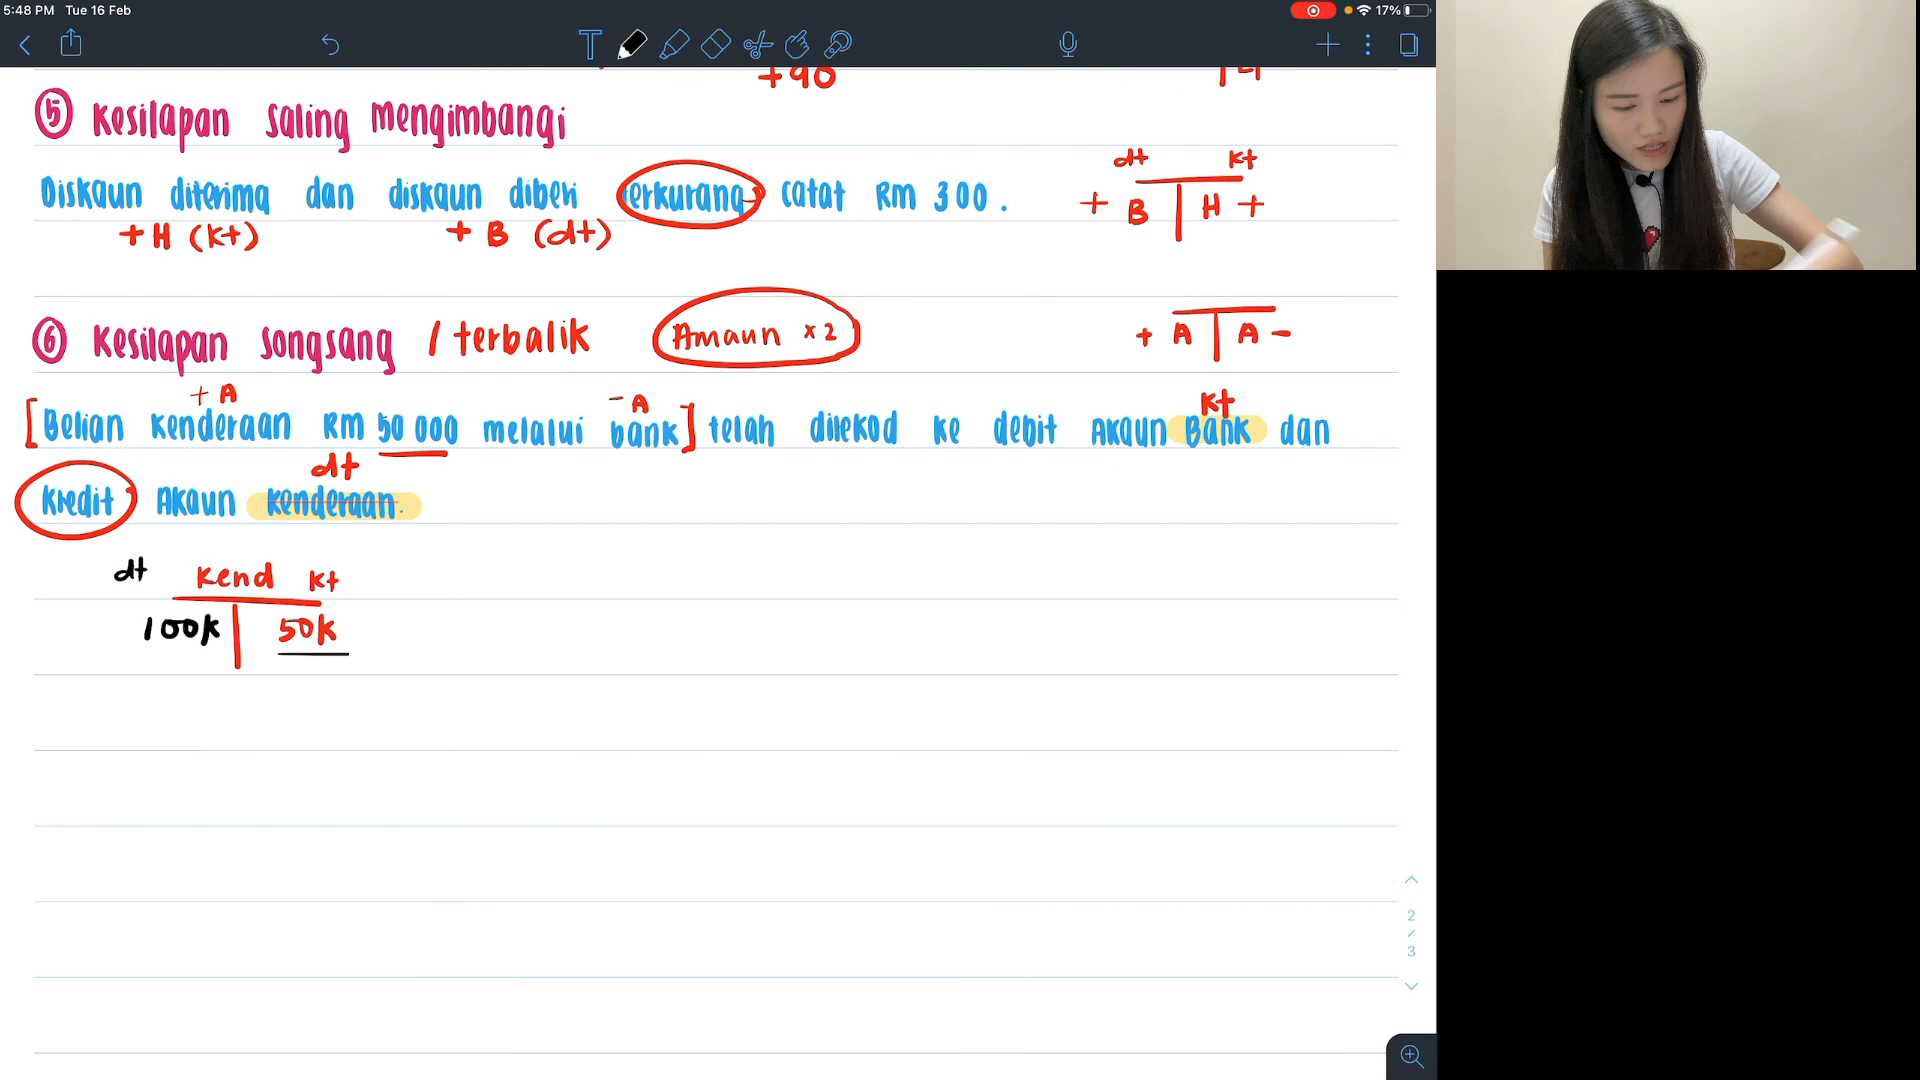 5:48 PM Tue 16 Feb
17%
T
+90
5 Kesilapan saling mengimbangi
dt kt
Diskaun diterima dan diskaun diberi terkurang catat RM 300.
+ B H +
+ H (kt) + B (dt)
6 Kesilapan songsang / terbalik Amaun x2
+ A A -
+ A - A kt
[Belian kenderaan RM 50 000 melalui bank] telah direkod ke debit Akaun Bank dan
dt
kredit Akaun kenderaan.
dt kend kt
100k 50k
2
/
3